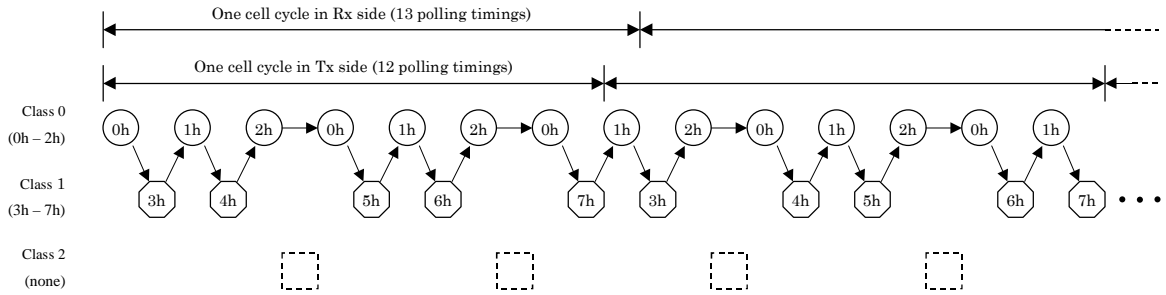 One cell cycle in Rx side (13 polling timings)
One cell cycle in Tx side (12 polling timings)
Class 0
(0h – 2h)
0h 1h 2h 0h 1h 2h 0h 1h 2h 0h 1h 2h 0h 1h
Class 1
(3h – 7h)
3h 4h 5h 6h 7h 3h 4h 5h 6h 7h • • •
Class 2
(none)